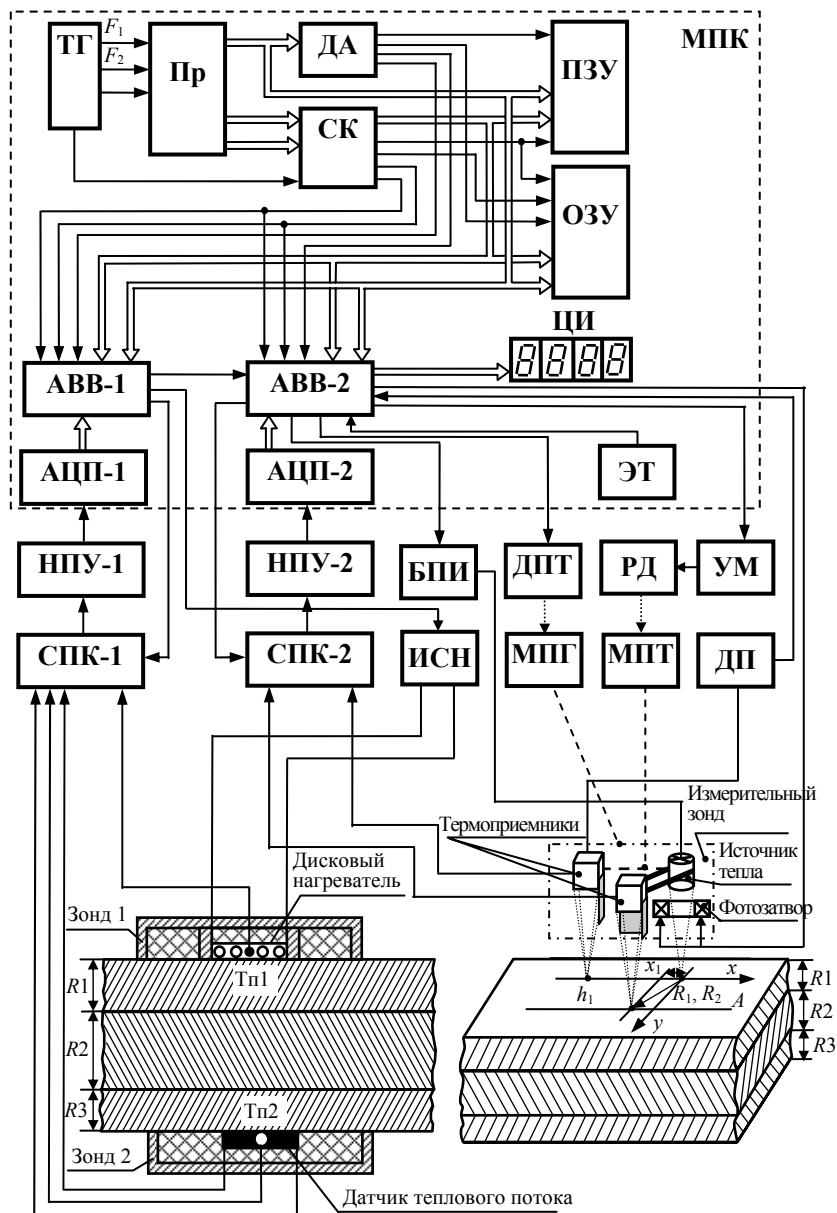 МПК
ТГ
F1
F2
Пр
ДА
ПЗУ
СК
ОЗУ
ЦИ
8888
АВВ-1
АВВ-2
АЦП-1
АЦП-2
ЭТ
НПУ-1
НПУ-2
БПИ
ДПТ
РД
УМ
СПК-1
СПК-2
ИСН
МПГ
МПТ
ДП
Измерительный
зонд
Термоприемники
Источник
тепла
Дисковый
нагреватель
Фотозатвор
Зонд 1
Тп1
R1
R2
R3
Тп2
x1
x
h1
R1, R2
A
y
R1
R2
R3
Зонд 2
Датчик теплового потока